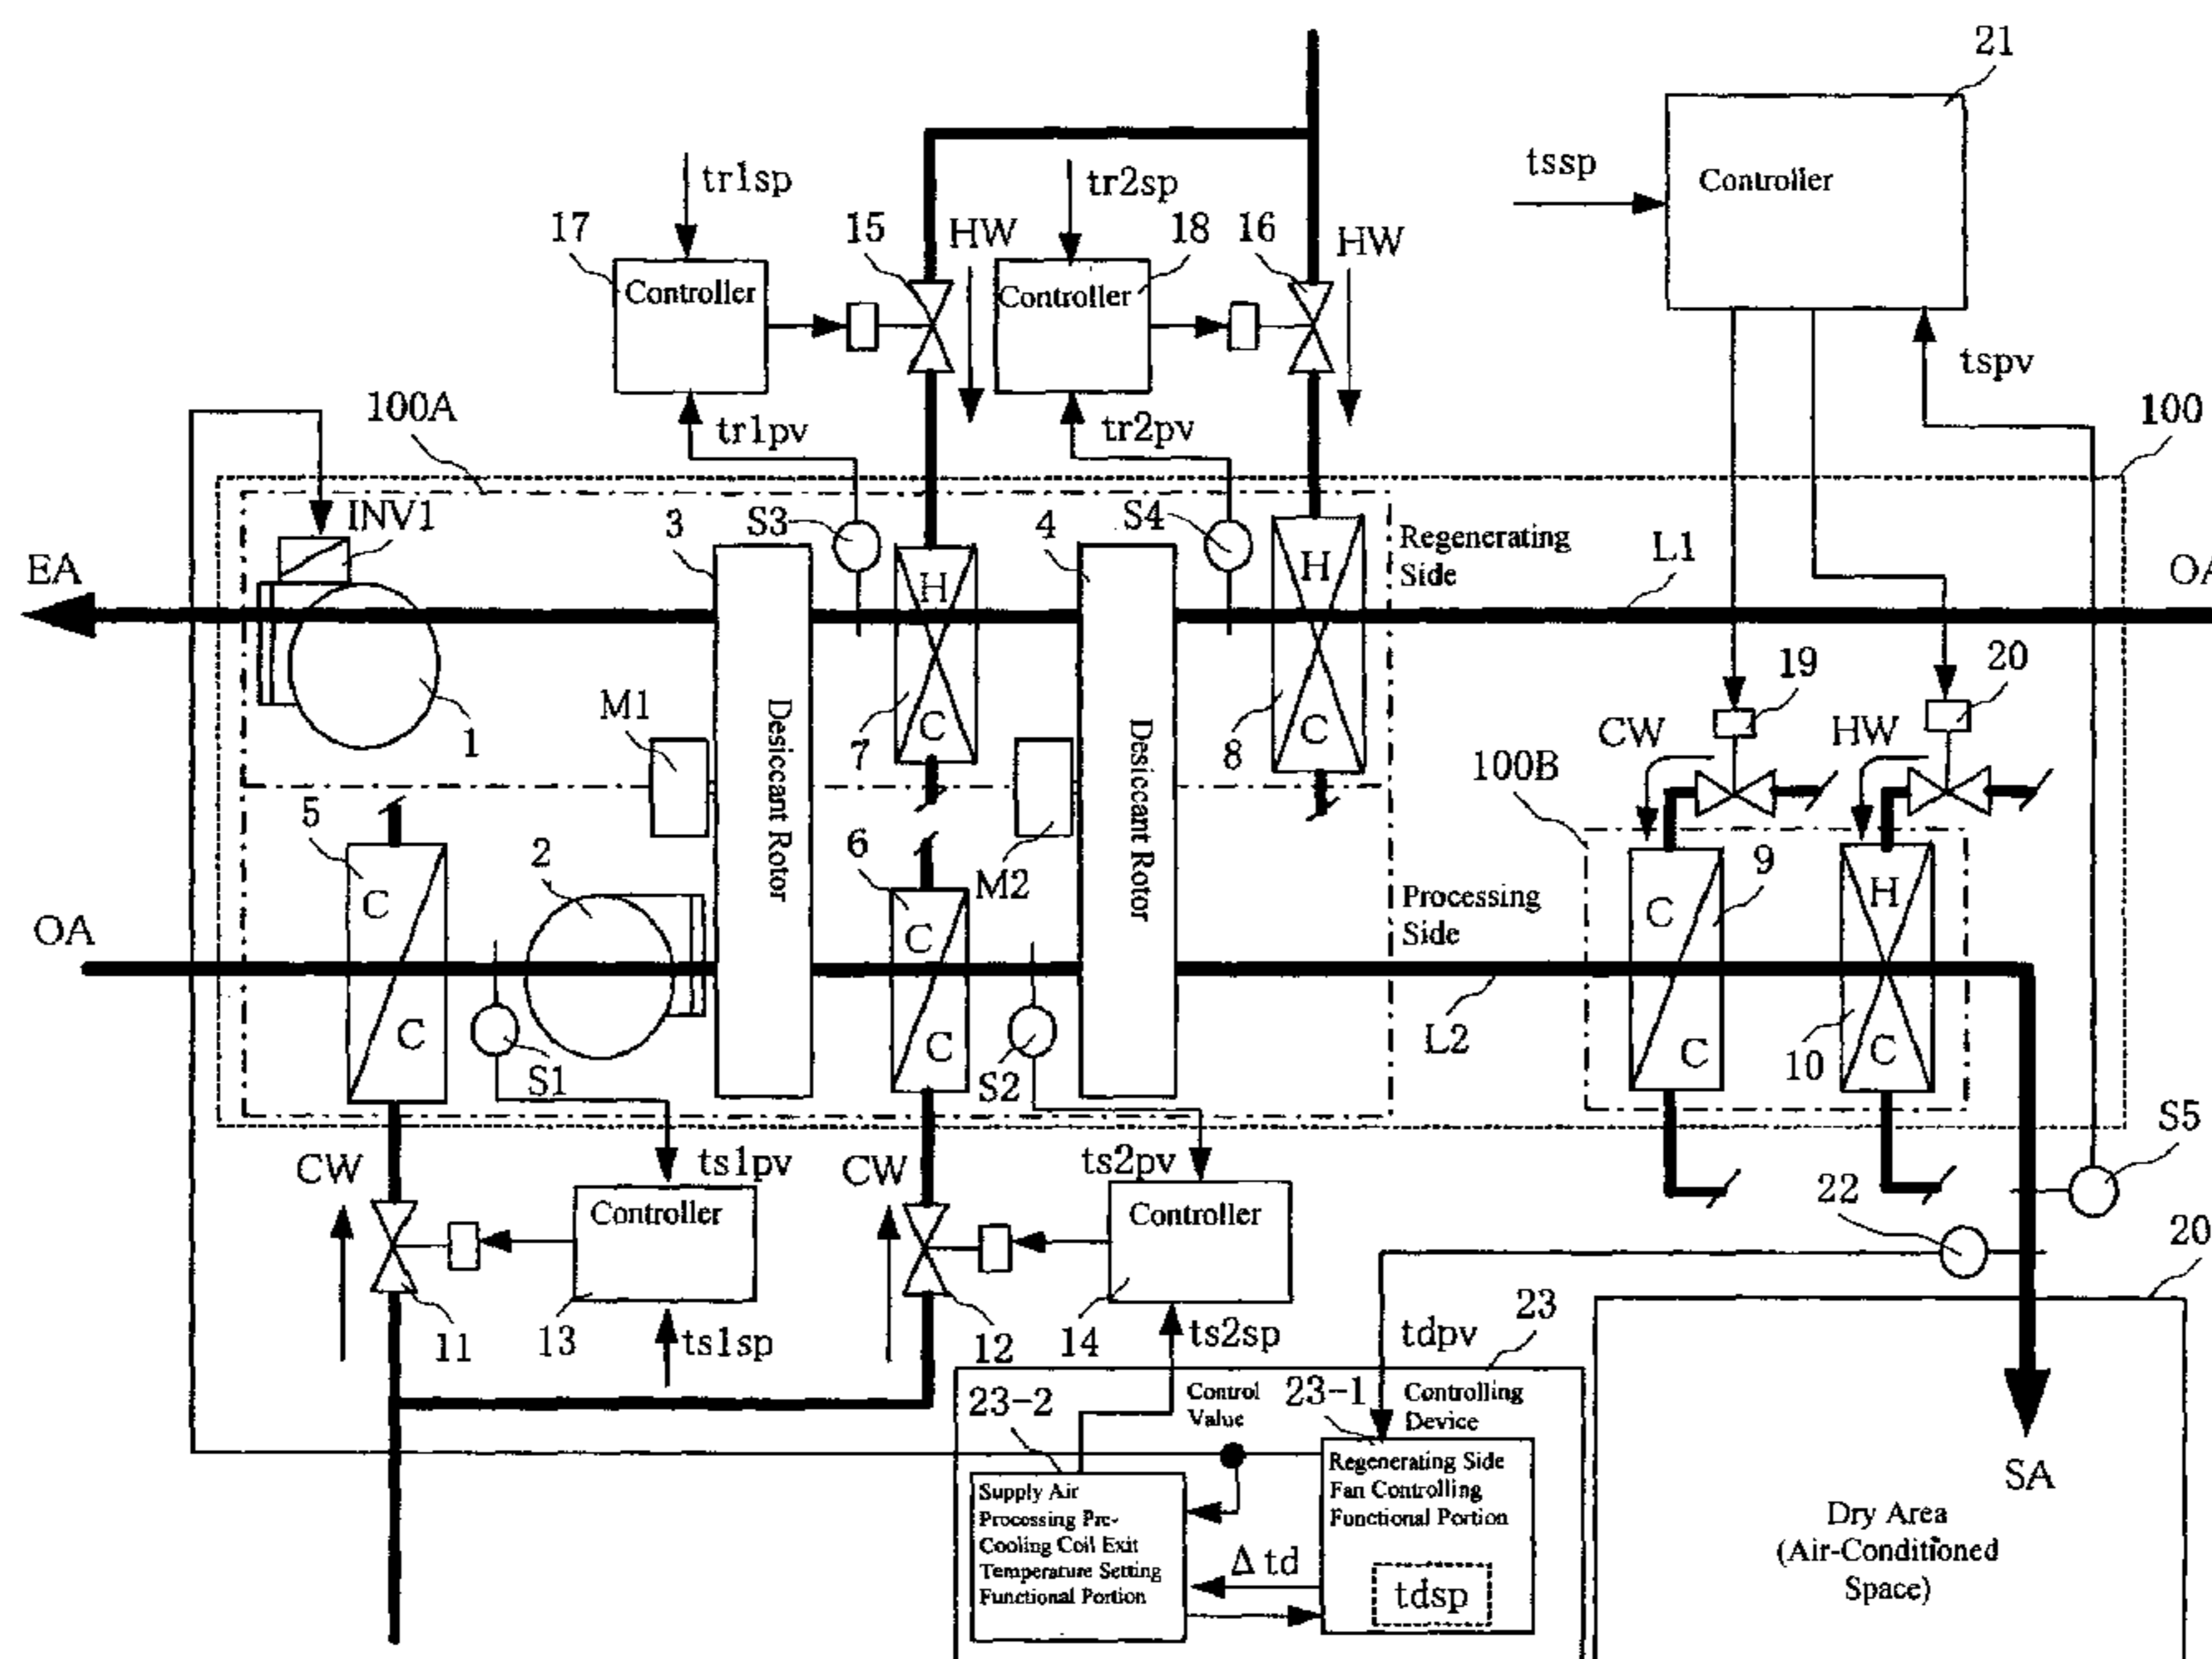 21
tr1sp
tr2sp
tssp
Controller
17
15
HW
18
16
HW
Controller
Controller
tspv
100A
tr1pv
tr2pv
100
INV1
3
S3
4
S4
Regenerating
Side
L1
EA
H
H
OA
M1
Desiccant Rotor
Desiccant Rotor
1
7
C
8
C
19
20
CW
HW
100B
5
2
6
M2
9
C
C
Processing
Side
C
H
OA
C
S1
C
S2
L2
C
10
C
S5
CW
ts1pv
CW
ts2pv
22
Controller
Controller
20
11
13
ts1sp
12
14
ts2sp
tdpv
23
23-2
Control
Value
23-1
Controlling
Device
Supply Air
Processing Pre-
Cooling Coil Exit
Temperature Setting
Functional Portion
Regenerating Side
Fan Controlling
Functional Portion
Δtd
tdsp
SA
Dry Area
(Air-Conditioned
Space)